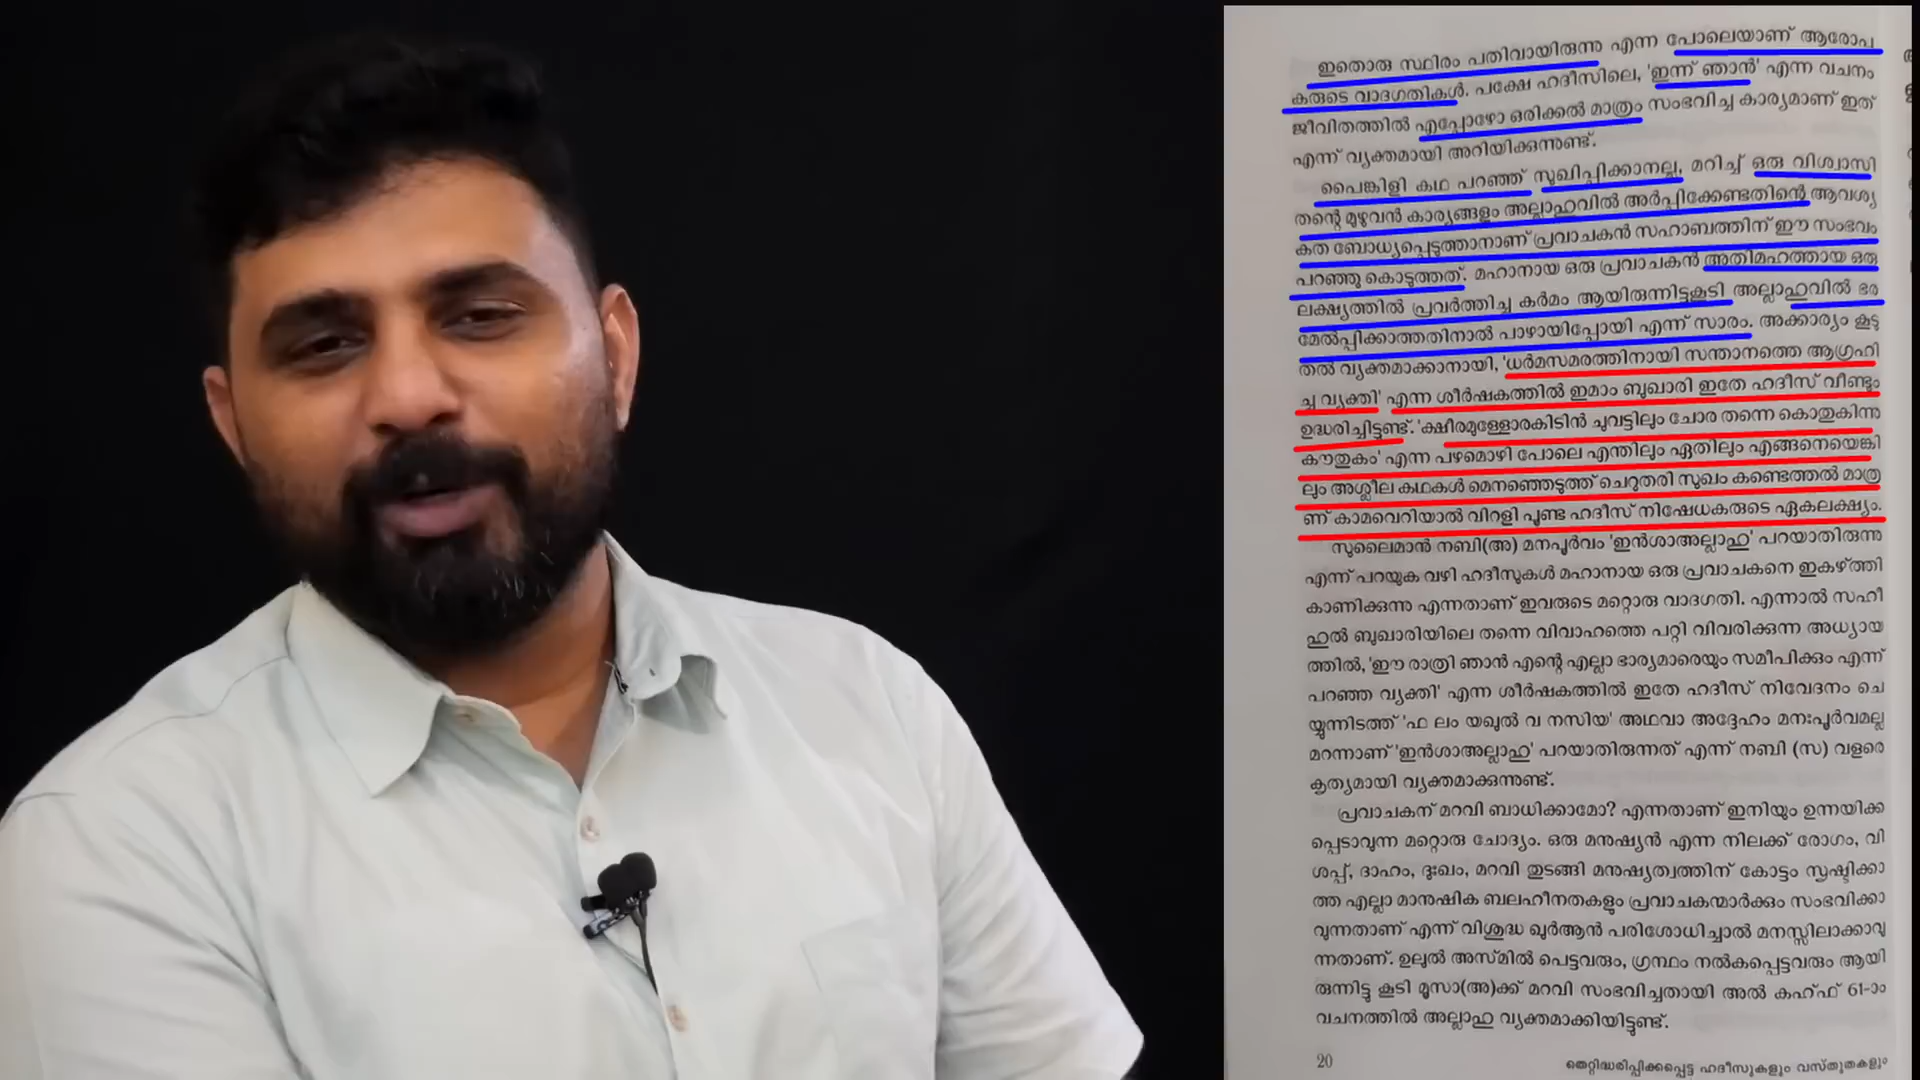 ഇതൊരു സ്ഥിരം പതിവായിരുന്നു എന്ന പോലെയാണ് ആരോപ
കരുടെ വാദഗതികൾ. പക്ഷേ ഹദീസിലെ, 'ഇന്ന് ഞാൻ' എന്ന വചനം
ജീവിതത്തിൽ എപ്പോഴോ ഒരിക്കൽ മാത്രം സംഭവിച്ച കാര്യമാണ് ഇത്
എന്ന് വ്യക്തമായി അറിയിക്കുന്നുണ്ട്.
പൈങ്കിളി കഥ പറഞ്ഞ് സുഖിപ്പിക്കാനല്ല, മറിച്ച് ഒരു വിശ്വാസി
തന്റെ മുഴുവൻ കാര്യങ്ങളും അല്ലാഹുവിൽ അർപ്പിക്കേണ്ടതിന്റെ ആവശ്യ
കത ബോധ്യപ്പെടുത്താനാണ് പ്രവാചകൻ സഹാബത്തിന് ഈ സംഭവം
പറഞ്ഞു കൊടുത്തത്. മഹാനായ ഒരു പ്രവാചകൻ അതിമഹത്തായ ഒരു
ലക്ഷ്യത്തിൽ പ്രവർത്തിച്ച കർമം ആയിരുന്നിട്ടുകൂടി അല്ലാഹുവിൽ ഭര
മേൽപ്പിക്കാത്തതിനാൽ പാഴായിപ്പോയി എന്ന് സാരം. അക്കാര്യം കൂടു
തൽ വ്യക്തമാക്കാനായി, 'ധർമസമരത്തിനായി സന്താനത്തെ ആഗ്രഹി
ച്ച വ്യക്തി' എന്ന ശീർഷകത്തിൽ ഇമാം ബുഖാരി ഇതേ ഹദീസ് വീണ്ടും
ഉദ്ധരിച്ചിട്ടുണ്ട്. 'ക്ഷീരമുള്ളോരകിടിൻ ചുവട്ടിലും ചോര തന്നെ കൊതുകിന്നു
കൗതുകം' എന്ന പഴമൊഴി പോലെ എന്തിലും ഏതിലും എങ്ങനെയെങ്കി
ലും അശ്ലീല കഥകൾ മെനഞ്ഞെടുത്ത് ചെറുതരി സുഖം കണ്ടെത്തൽ മാത്ര
ണ് കാമവെറിയാൽ വിറളി പൂണ്ട ഹദീസ് നിഷേധകരുടെ ഏകലക്ഷ്യം.
സുലൈമാൻ നബി(അ) മനപൂർവം 'ഇൻശാഅല്ലാഹു' പറയാതിരുന്നു
എന്ന് പറയുക വഴി ഹദീസുകൾ മഹാനായ ഒരു പ്രവാചകനെ ഇകഴ്ത്തി
കാണിക്കുന്നു എന്നതാണ് ഇവരുടെ മറ്റൊരു വാദഗതി. എന്നാൽ സഹീ
ഹുൽ ബുഖാരിയിലെ തന്നെ വിവാഹത്തെ പറ്റി വിവരിക്കുന്ന അധ്യായ
ത്തിൽ, 'ഈ രാത്രി ഞാൻ എന്റെ എല്ലാ ഭാര്യമാരെയും സമീപിക്കും എന്ന്
പറഞ്ഞ വ്യക്തി' എന്ന ശീർഷകത്തിൽ ഇതേ ഹദീസ് നിവേദനം ചെ
യ്യുന്നിടത്ത് 'ഫ ലം യഖുൽ വ നസിയ' അഥവാ അദ്ദേഹം മനഃപൂർവമല്ല
മറന്നാണ് 'ഇൻശാഅല്ലാഹു' പറയാതിരുന്നത് എന്ന് നബി (സ) വളരെ
കൃത്യമായി വ്യക്തമാക്കുന്നുണ്ട്.
പ്രവാചകന് മറവി ബാധിക്കാമോ? എന്നതാണ് ഇനിയും ഉന്നയിക്ക
പ്പെടാവുന്ന മറ്റൊരു ചോദ്യം. ഒരു മനുഷ്യൻ എന്ന നിലക്ക് രോഗം, വി
ശപ്പ്, ദാഹം, ദുഃഖം, മറവി തുടങ്ങി മനുഷ്യത്വത്തിന് കോട്ടം സൃഷ്ടിക്കാ
ത്ത എല്ലാ മാനുഷിക ബലഹീനതകളും പ്രവാചകന്മാർക്കും സംഭവിക്കാ
വുന്നതാണ് എന്ന് വിശുദ്ധ ഖുർആൻ പരിശോധിച്ചാൽ മനസ്സിലാക്കാവു
ന്നതാണ്. ഉലുൽ അസ്മിൽ പെട്ടവരും, ഗ്രന്ഥം നൽകപ്പെട്ടവരും ആയി
രുന്നിട്ടു കൂടി മൂസാ(അ)ക്ക് മറവി സംഭവിച്ചതായി അൽ കഹ്ഫ് 61-ാം
വചനത്തിൽ അല്ലാഹു വ്യക്തമാക്കിയിട്ടുണ്ട്.
20
തെറ്റിദ്ധരിപ്പിക്കപ്പെട്ട ഹദീസുകളും വസ്തുതകളും